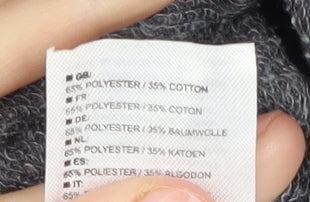 ■ GB:
65% POLYESTER / 35% COTTON
■ FR:
65% POLYESTER / 35% COTON
■ DE:
65% POLYESTER / 35% BAUMWOLLE
■ NL:
65% POLYESTER / 35% KATOEN
■ ES:
65% POLIESTER / 35% ALGODON
■ IT:
65%